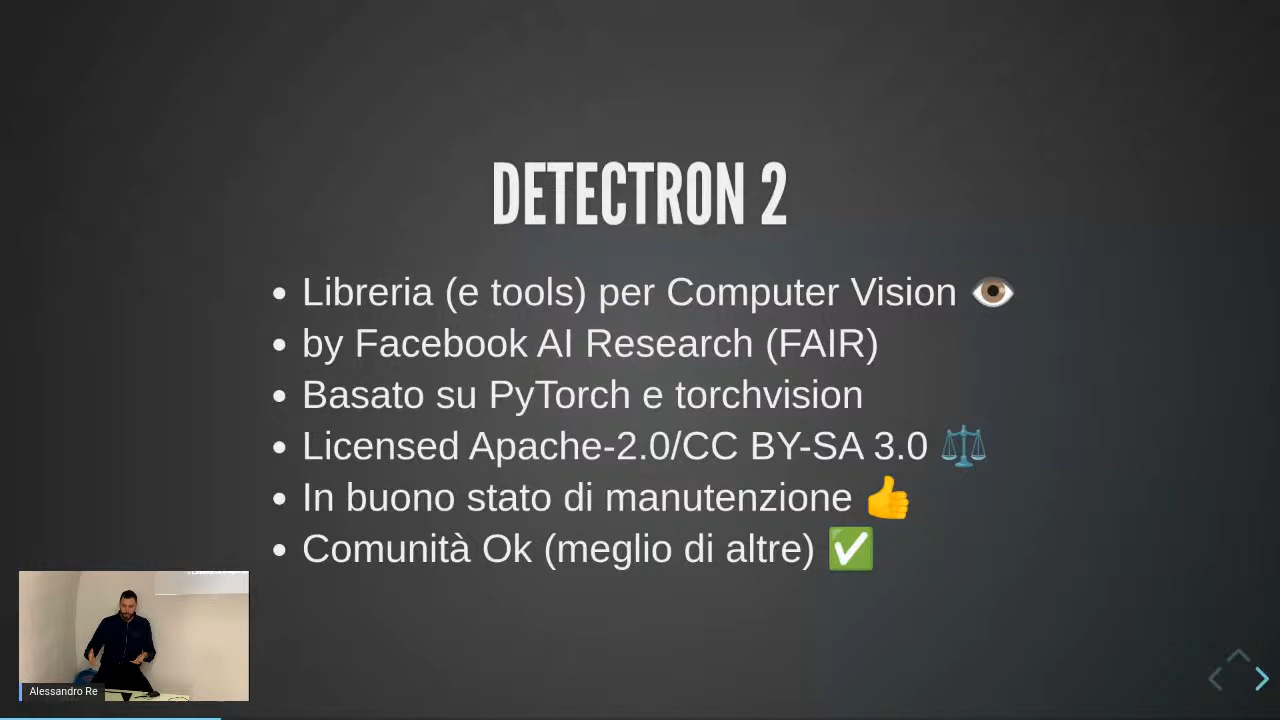 DETECTRON 2
Libreria (e tools) per Computer Vision
by Facebook AI Research (FAIR)
Basato su PyTorch e torchvision
Licensed Apache-2.0/CC BY-SA 3.0
In buono stato di manutenzione
Comunità Ok (meglio di altre)
Alessandro Re